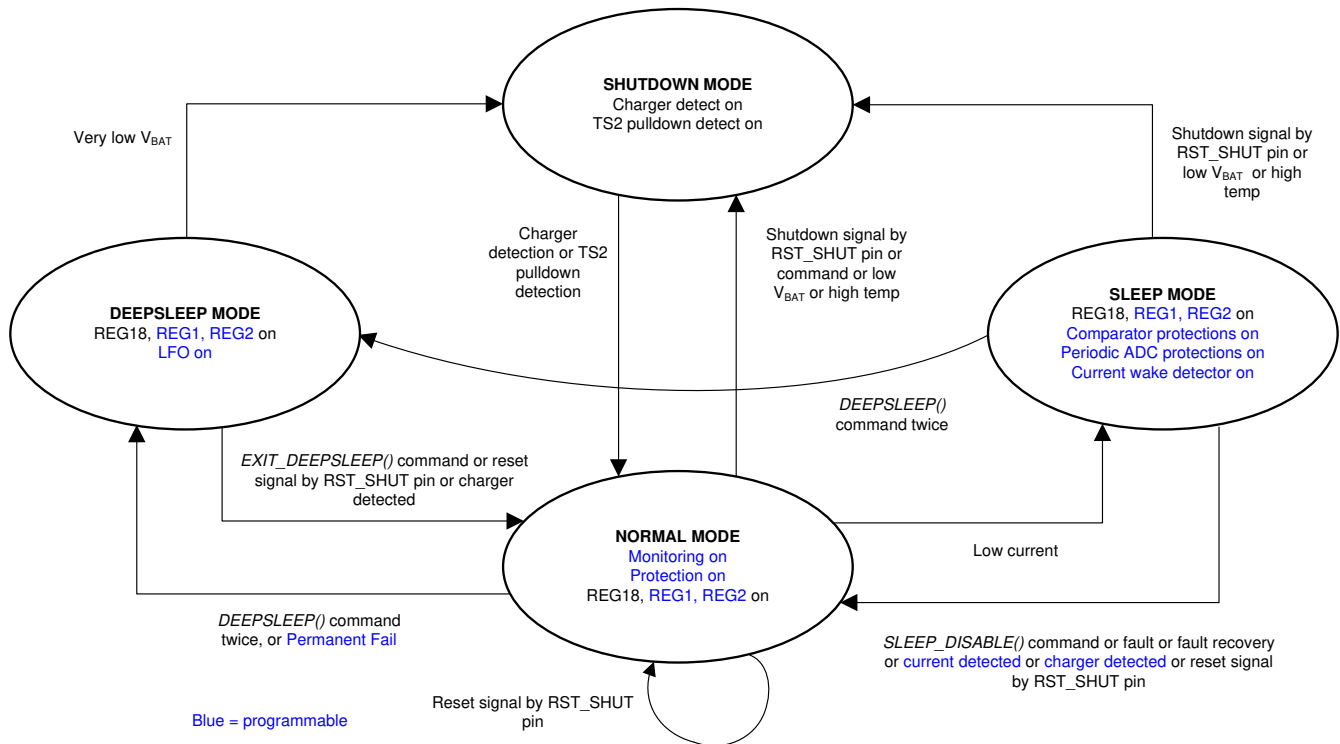 SHUTDOWN MODE
Charger detect on
TS2 pulldown detect on
Very low VBAT
Shutdown signal by
RST_SHUT pin or
low VBAT or high
temp
Charger
detection or TS2
pulldown
detection
Shutdown signal by
RST_SHUT pin or
command or low
VBAT or high temp
DEEPSLEEP MODE
REG18, REG1, REG2 on
LFO on
SLEEP MODE
REG18, REG1, REG2 on
Comparator protections on
Periodic ADC protections on
Current wake detector on
DEEPSLEEP()
command twice
EXIT_DEEPSLEEP() command or reset
signal by RST_SHUT pin or charger
detected
NORMAL MODE
Monitoring on
Protection on
REG18, REG1, REG2 on
Low current
DEEPSLEEP() command
twice, or Permanent Fail
SLEEP_DISABLE() command or fault or fault recovery
or current detected or charger detected or reset signal
by RST_SHUT pin
Reset signal by RST_SHUT
pin
Blue = programmable